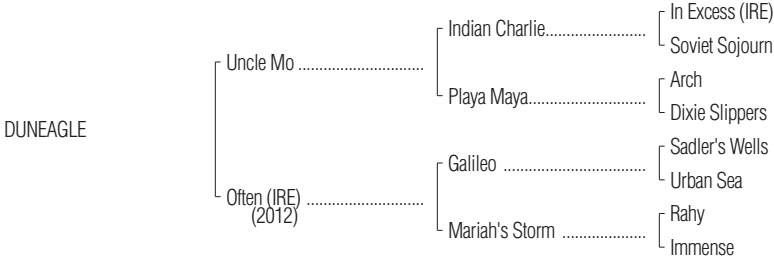 In Excess (IRE)
Indian Charlie........................
Soviet Sojourn
Uncle Mo ..............................
Arch
Playa Maya............................
Dixie Slippers
DUNEAGLE
Sadler's Wells
Galileo ..................................
Urban Sea
Often (IRE) ............................
(2012)
Rahy
Mariah's Storm ....................
Immense